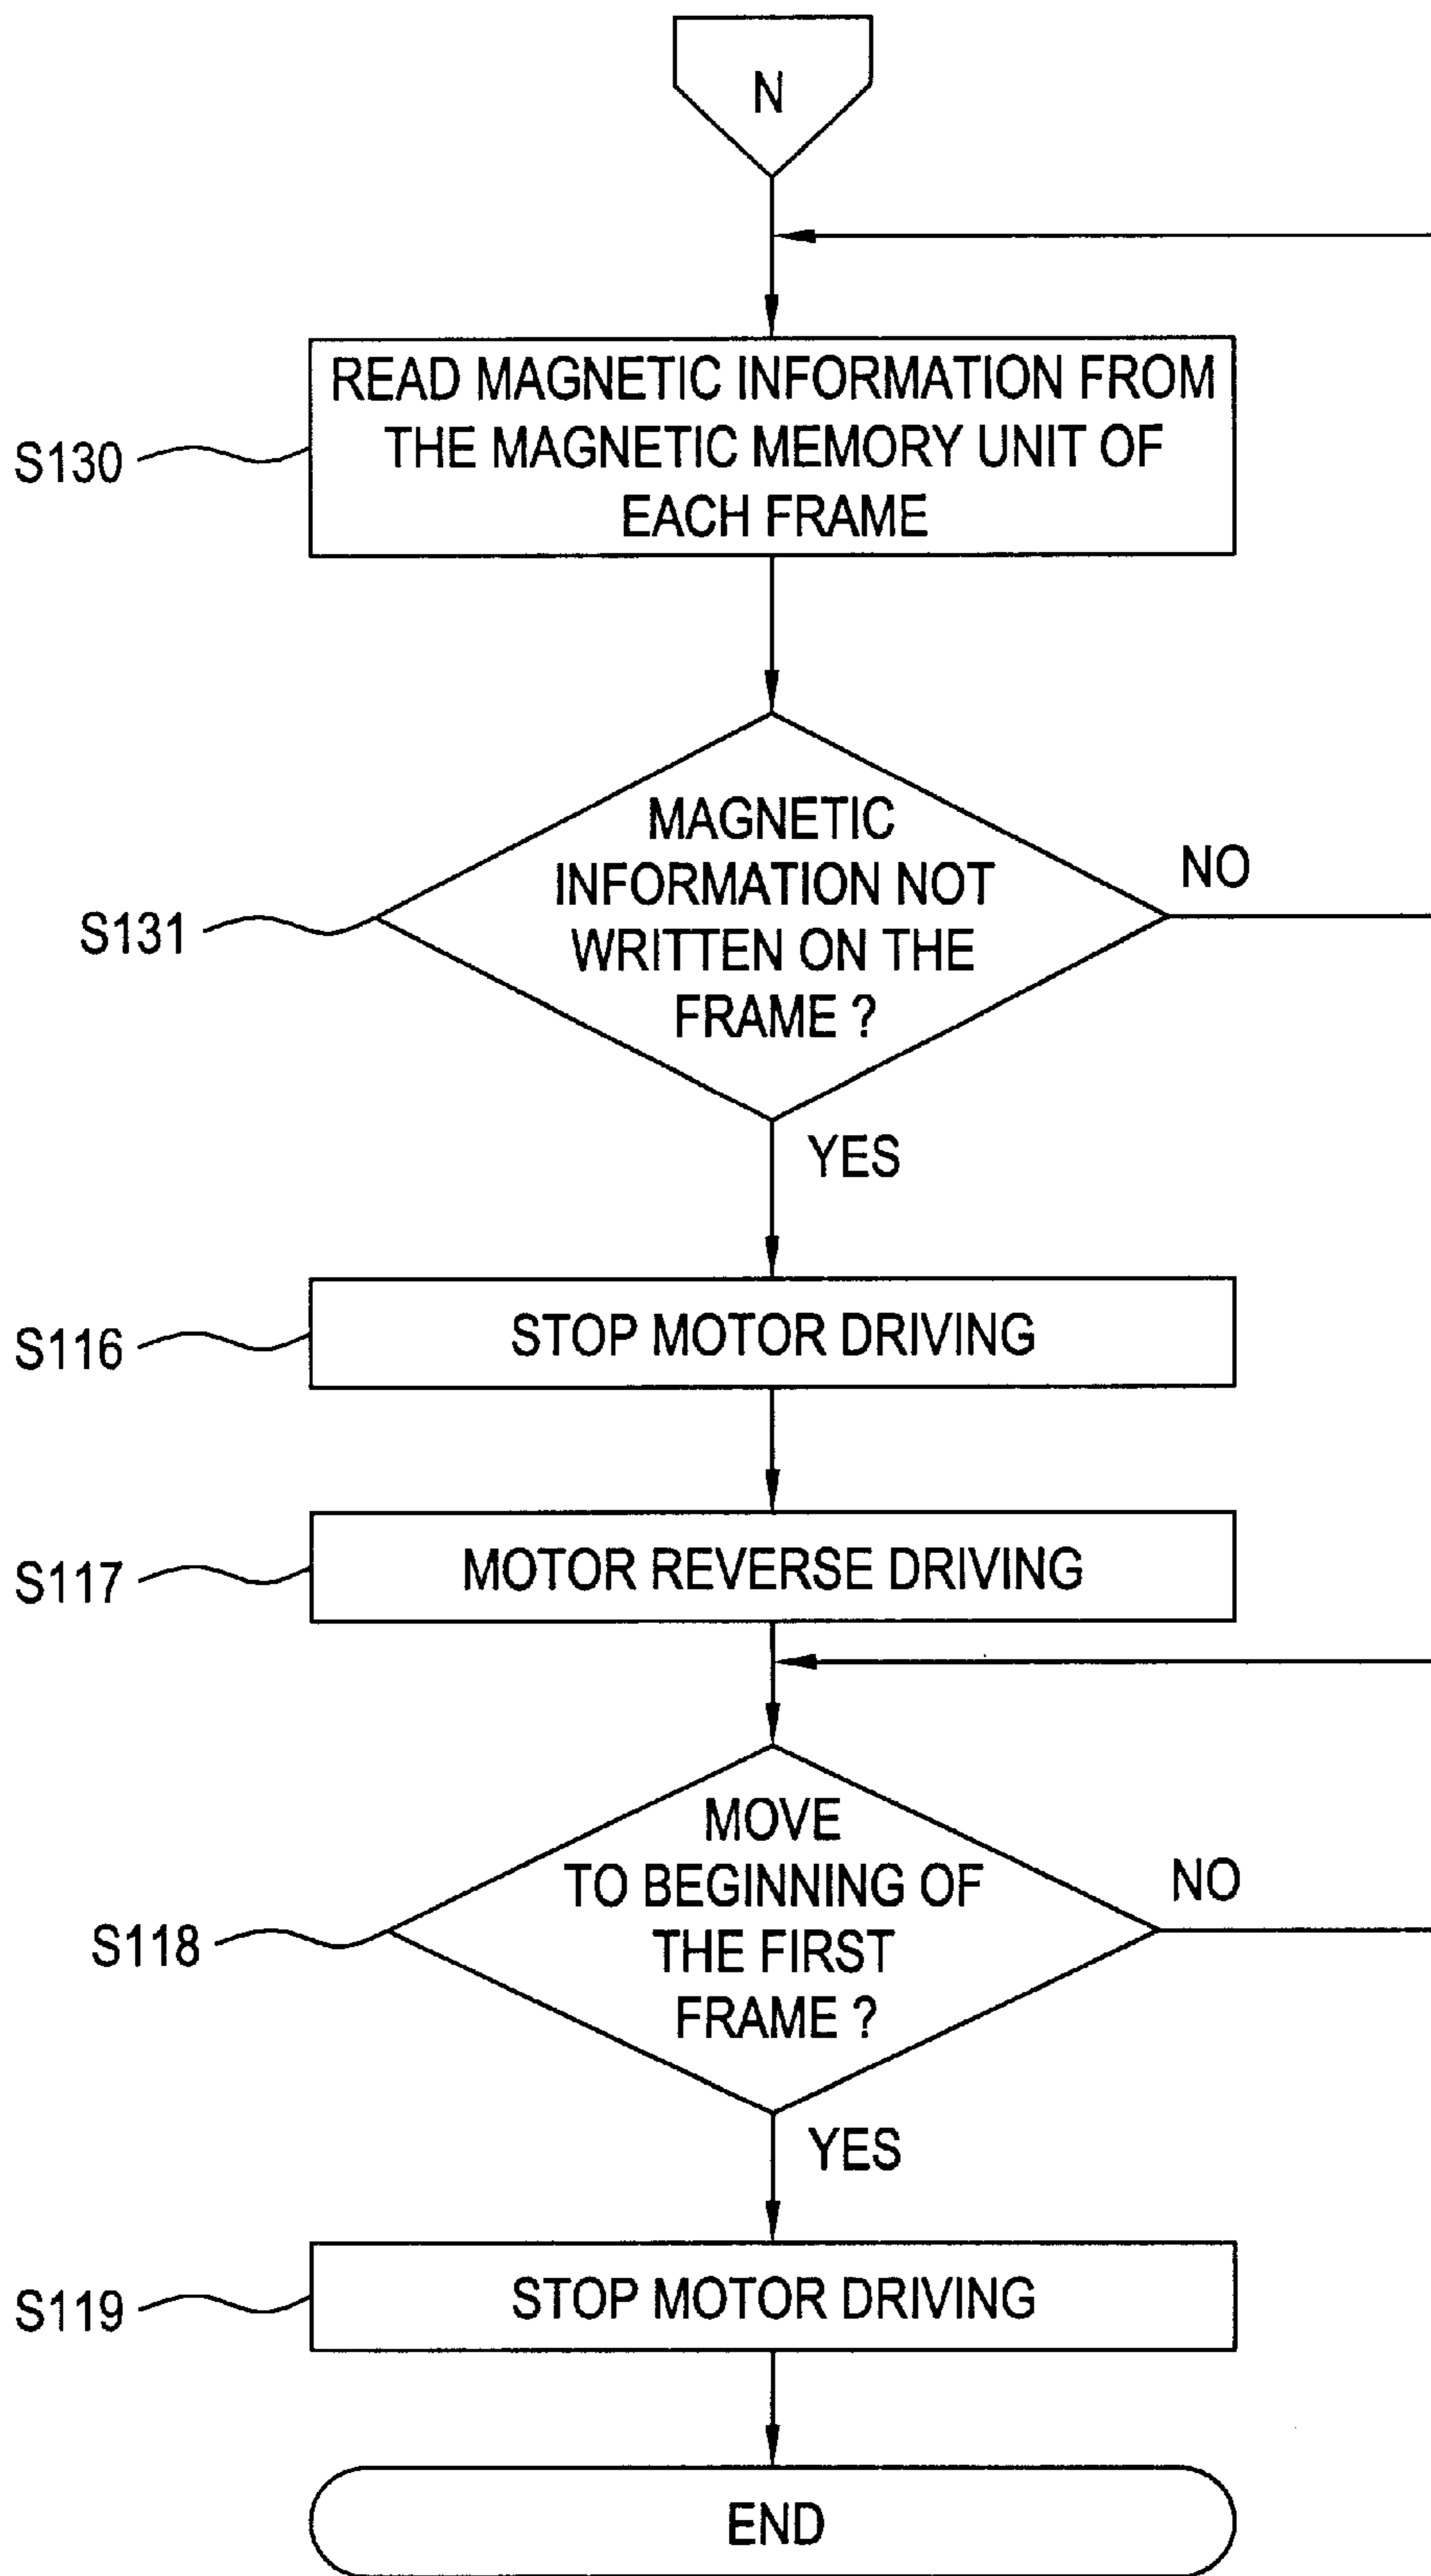 N
READ MAGNETIC INFORMATION FROM
THE MAGNETIC MEMORY UNIT OF
EACH FRAME
S130
MAGNETIC
INFORMATION NOT
WRITTEN ON THE
FRAME ?
NO
S131
YES
STOP MOTOR DRIVING
S116
MOTOR REVERSE DRIVING
S117
MOVE
TO BEGINNING OF
THE FIRST
FRAME ?
NO
S118
YES
STOP MOTOR DRIVING
S119
END